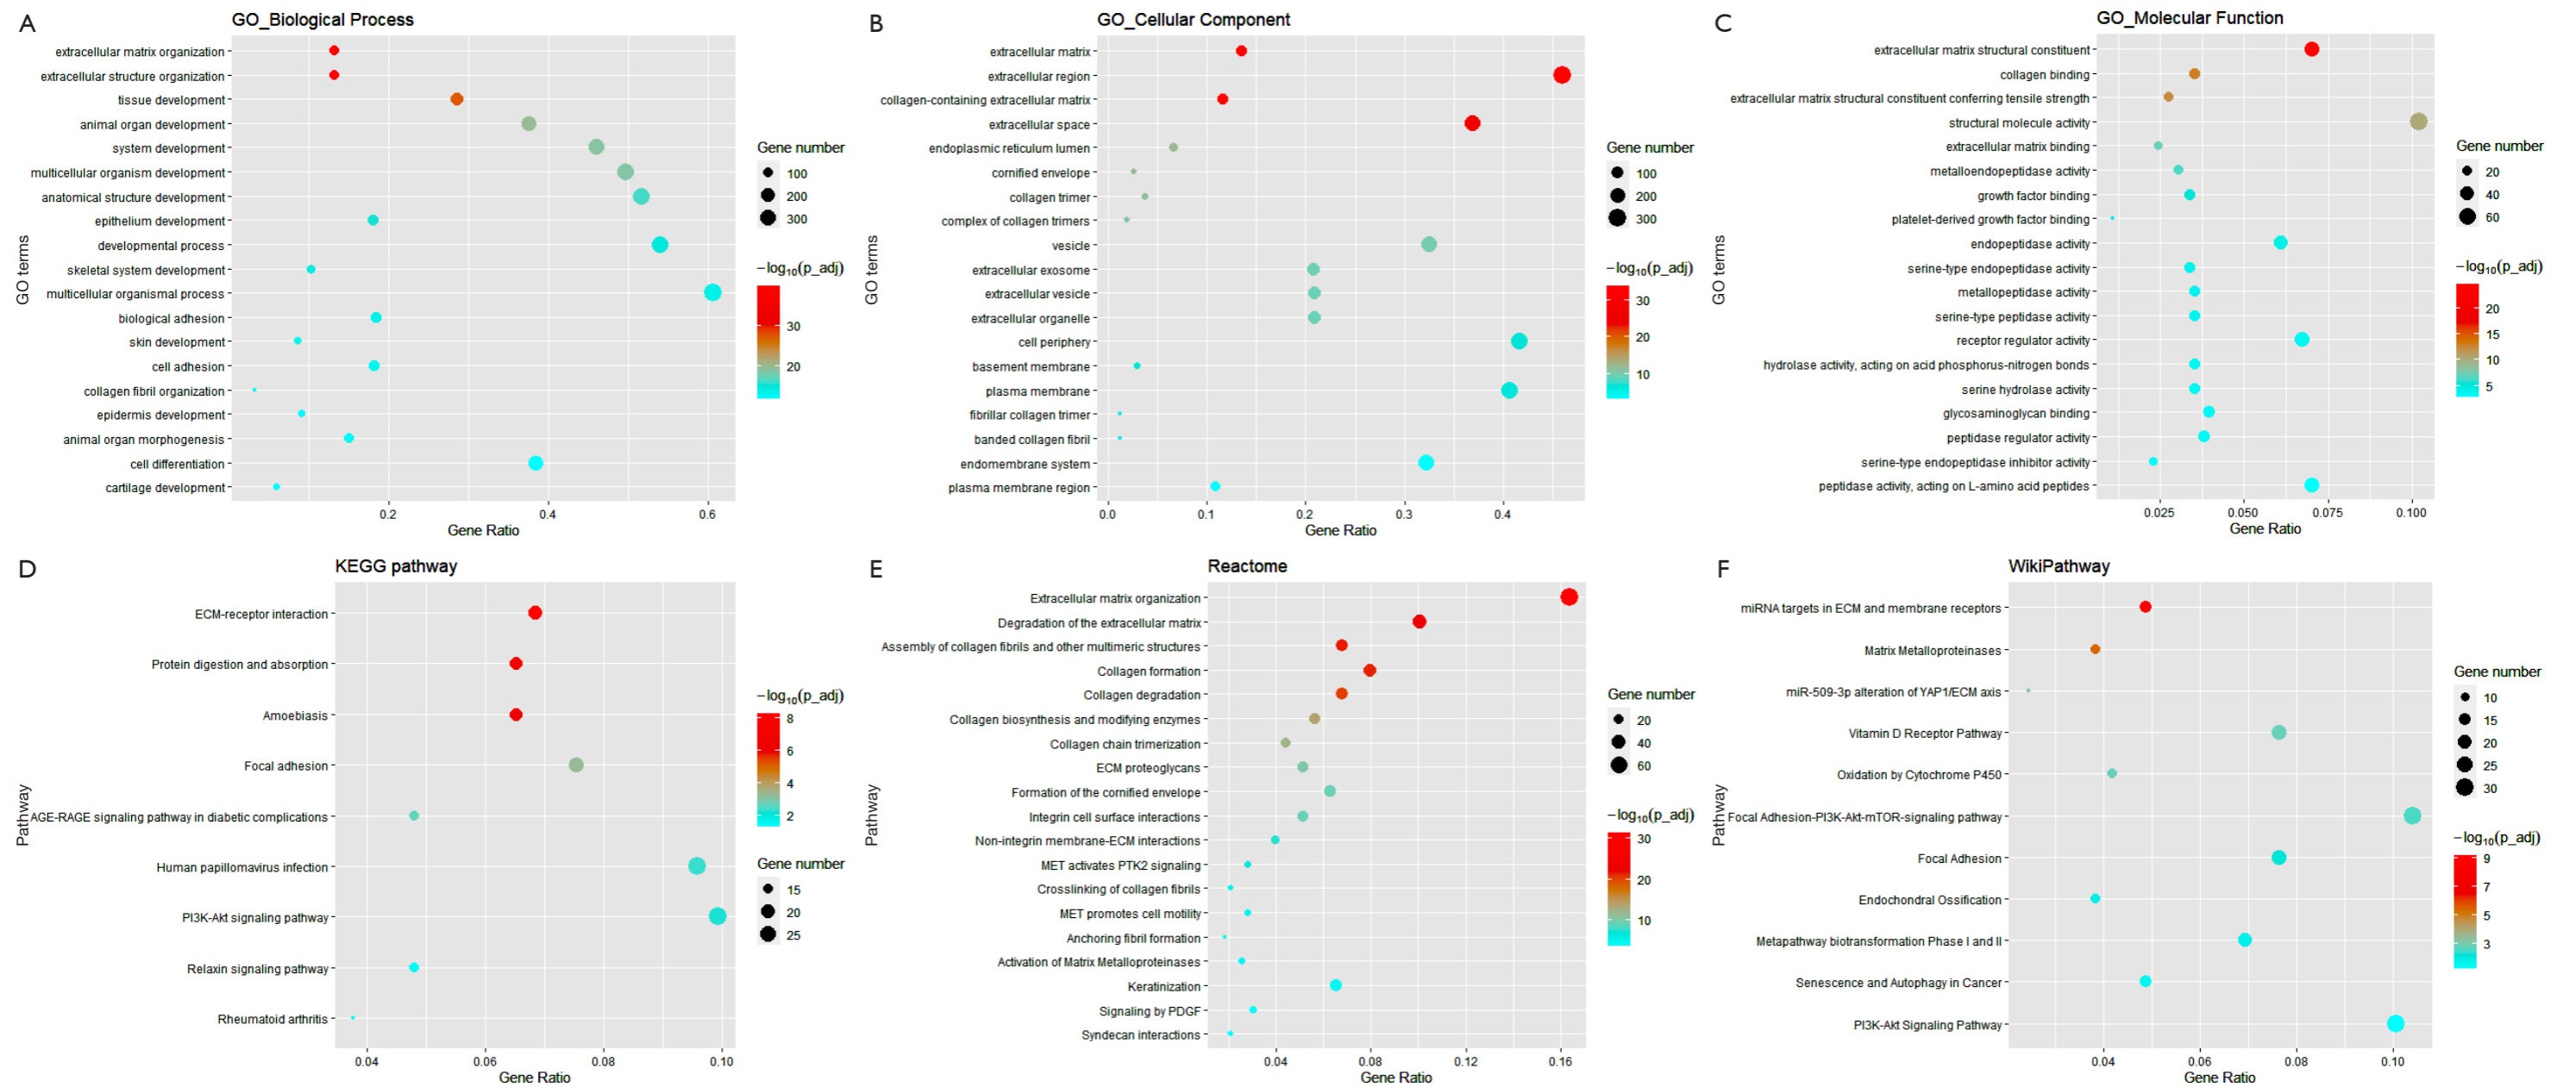 A
GO_Biological Process
extracellular matrix organization
extracellular structure organization
tissue development
animal organ development
system development
multicellular organism development
anatomical structure development
epithelium development
developmental process
skeletal system development
multicellular organismal process
biological adhesion
skin development
cell adhesion
collagen fibril organization
epidermis development
animal organ morphogenesis
cell differentiation
cartilage development
GO terms
0.2 0.4 0.6
Gene Ratio
Gene number
100
200
300
−log10(p_adj)
30
20
B
GO_Cellular Component
extracellular matrix
extracellular region
collagen-containing extracellular matrix
extracellular space
endoplasmic reticulum lumen
cornified envelope
collagen trimer
complex of collagen trimers
vesicle
extracellular exosome
extracellular vesicle
extracellular organelle
cell periphery
basement membrane
plasma membrane
fibrillar collagen trimer
banded collagen fibril
endomembrane system
plasma membrane region
GO terms
0.0 0.1 0.2 0.3 0.4
Gene Ratio
Gene number
100
200
300
−log10(p_adj)
30
20
10
C
GO_Molecular Function
extracellular matrix structural constituent
collagen binding
extracellular matrix structural constituent conferring tensile strength
structural molecule activity
extracellular matrix binding
metalloendopeptidase activity
growth factor binding
platelet-derived growth factor binding
endopeptidase activity
serine-type endopeptidase activity
metallopeptidase activity
serine-type peptidase activity
receptor regulator activity
hydrolase activity, acting on acid phosphorus-nitrogen bonds
serine hydrolase activity
glycosaminoglycan binding
peptidase regulator activity
serine-type endopeptidase inhibitor activity
peptidase activity, acting on L-amino acid peptides
GO terms
0.025 0.050 0.075 0.100
Gene Ratio
Gene number
20
40
60
−log10(p_adj)
20
15
10
5
D
KEGG pathway
ECM-receptor interaction
Protein digestion and absorption
Amoebiasis
Focal adhesion
AGE-RAGE signaling pathway in diabetic complications
Human papillomavirus infection
PI3K-Akt signaling pathway
Relaxin signaling pathway
Rheumatoid arthritis
Pathway
0.04 0.06 0.08 0.10
Gene Ratio
−log10(p_adj)
8
6
4
2
Gene number
15
20
25
E
Reactome
Extracellular matrix organization
Degradation of the extracellular matrix
Assembly of collagen fibrils and other multimeric structures
Collagen formation
Collagen degradation
Collagen biosynthesis and modifying enzymes
Collagen chain trimerization
ECM proteoglycans
Formation of the cornified envelope
Integrin cell surface interactions
Non-integrin membrane-ECM interactions
MET activates PTK2 signaling
Crosslinking of collagen fibrils
MET promotes cell motility
Anchoring fibril formation
Activation of Matrix Metalloproteinases
Keratinization
Signaling by PDGF
Syndecan interactions
Pathway
0.04 0.08 0.12 0.16
Gene Ratio
Gene number
20
40
60
−log10(p_adj)
30
20
10
F
WikiPathway
miRNA targets in ECM and membrane receptors
Matrix Metalloproteinases
miR-509-3p alteration of YAP1/ECM axis
Vitamin D Receptor Pathway
Oxidation by Cytochrome P450
Focal Adhesion-PI3K-Akt-mTOR-signaling pathway
Focal Adhesion
Endochondral Ossification
Metapathway biotransformation Phase I and II
Senescence and Autophagy in Cancer
PI3K-Akt Signaling Pathway
Pathway
0.04 0.06 0.08 0.10
Gene Ratio
Gene number
10
15
20
25
30
−log10(p_adj)
9
7
5
3